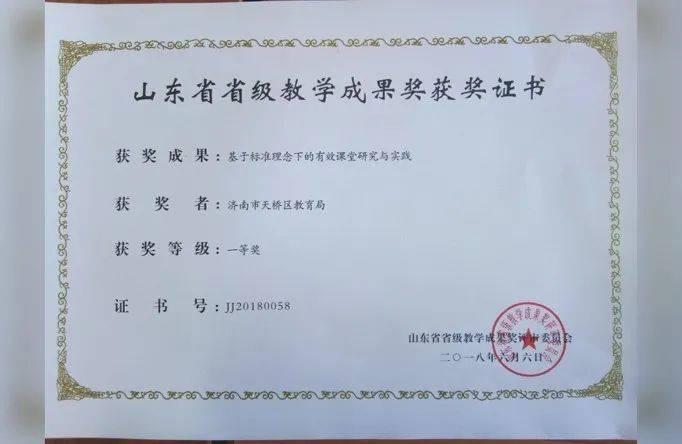 山东省省级教学成果奖获奖证书
获奖成果：基于标准理念下的有效课堂研究与实践
获奖者：济南市天桥区教育局
获奖等级：一等奖
证书号：JJ20180058
山东省省级教学成果奖评审委员会
二〇一八年六月六日